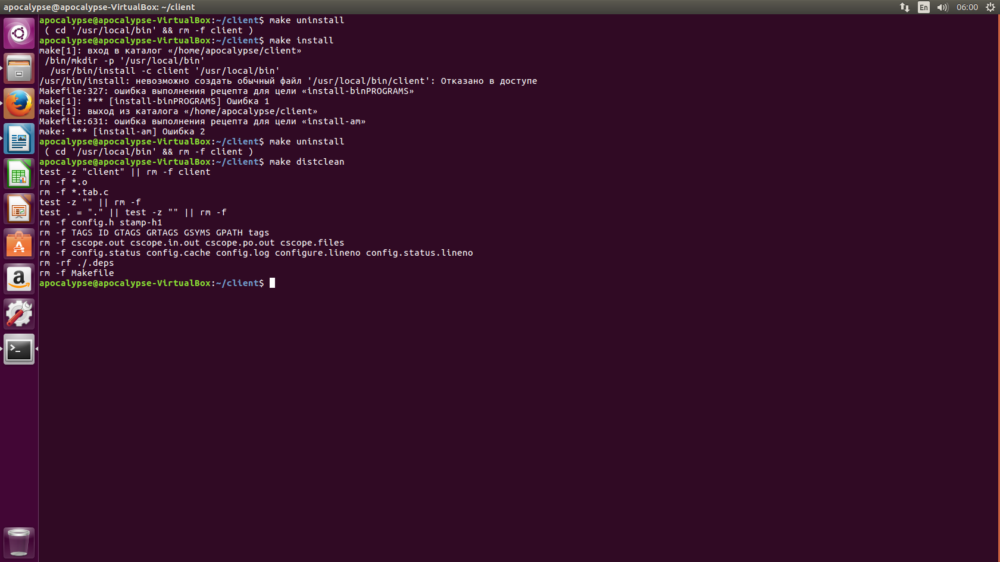 apocalypse@apocalypse-VirtualBox: ~/client
En
06:00
apocalypse@apocalypse-VirtualBox:~/client$ make uninstall
 ( cd '/usr/local/bin' && rm -f client )
apocalypse@apocalypse-VirtualBox:~/client$ make install
make[1]: вход в каталог «/home/apocalypse/client»
 /bin/mkdir -p '/usr/local/bin'
  /usr/bin/install -c client '/usr/local/bin'
/usr/bin/install: невозможно создать обычный файл '/usr/local/bin/client': Отказано в доступе
Makefile:327: ошибка выполнения рецепта для цели «install-binPROGRAMS»
make[1]: *** [install-binPROGRAMS] Ошибка 1
make[1]: выход из каталога «/home/apocalypse/client»
Makefile:631: ошибка выполнения рецепта для цели «install-am»
make: *** [install-am] Ошибка 2
apocalypse@apocalypse-VirtualBox:~/client$ make uninstall
 ( cd '/usr/local/bin' && rm -f client )
apocalypse@apocalypse-VirtualBox:~/client$ make distclean
test -z "client" || rm -f client
rm -f *.o
rm -f *.tab.c
test -z "" || rm -f
test . = "." || test -z "" || rm -f
rm -f config.h stamp-h1
rm -f TAGS ID GTAGS GRTAGS GSYMS GPATH tags
rm -f cscope.out cscope.in.out cscope.po.out cscope.files
rm -f config.status config.cache config.log configure.lineno config.status.lineno
rm -rf ./.deps
rm -f Makefile
apocalypse@apocalypse-VirtualBox:~/client$